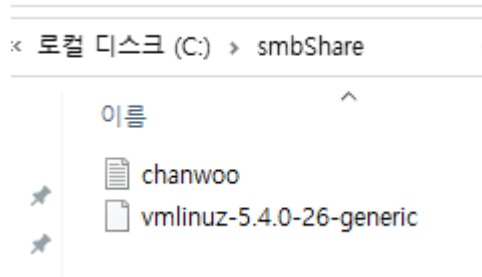 « 로컬 디스크 (C:) › smbShare
이름
chanwoo
vmlinuz-5.4.0-26-generic